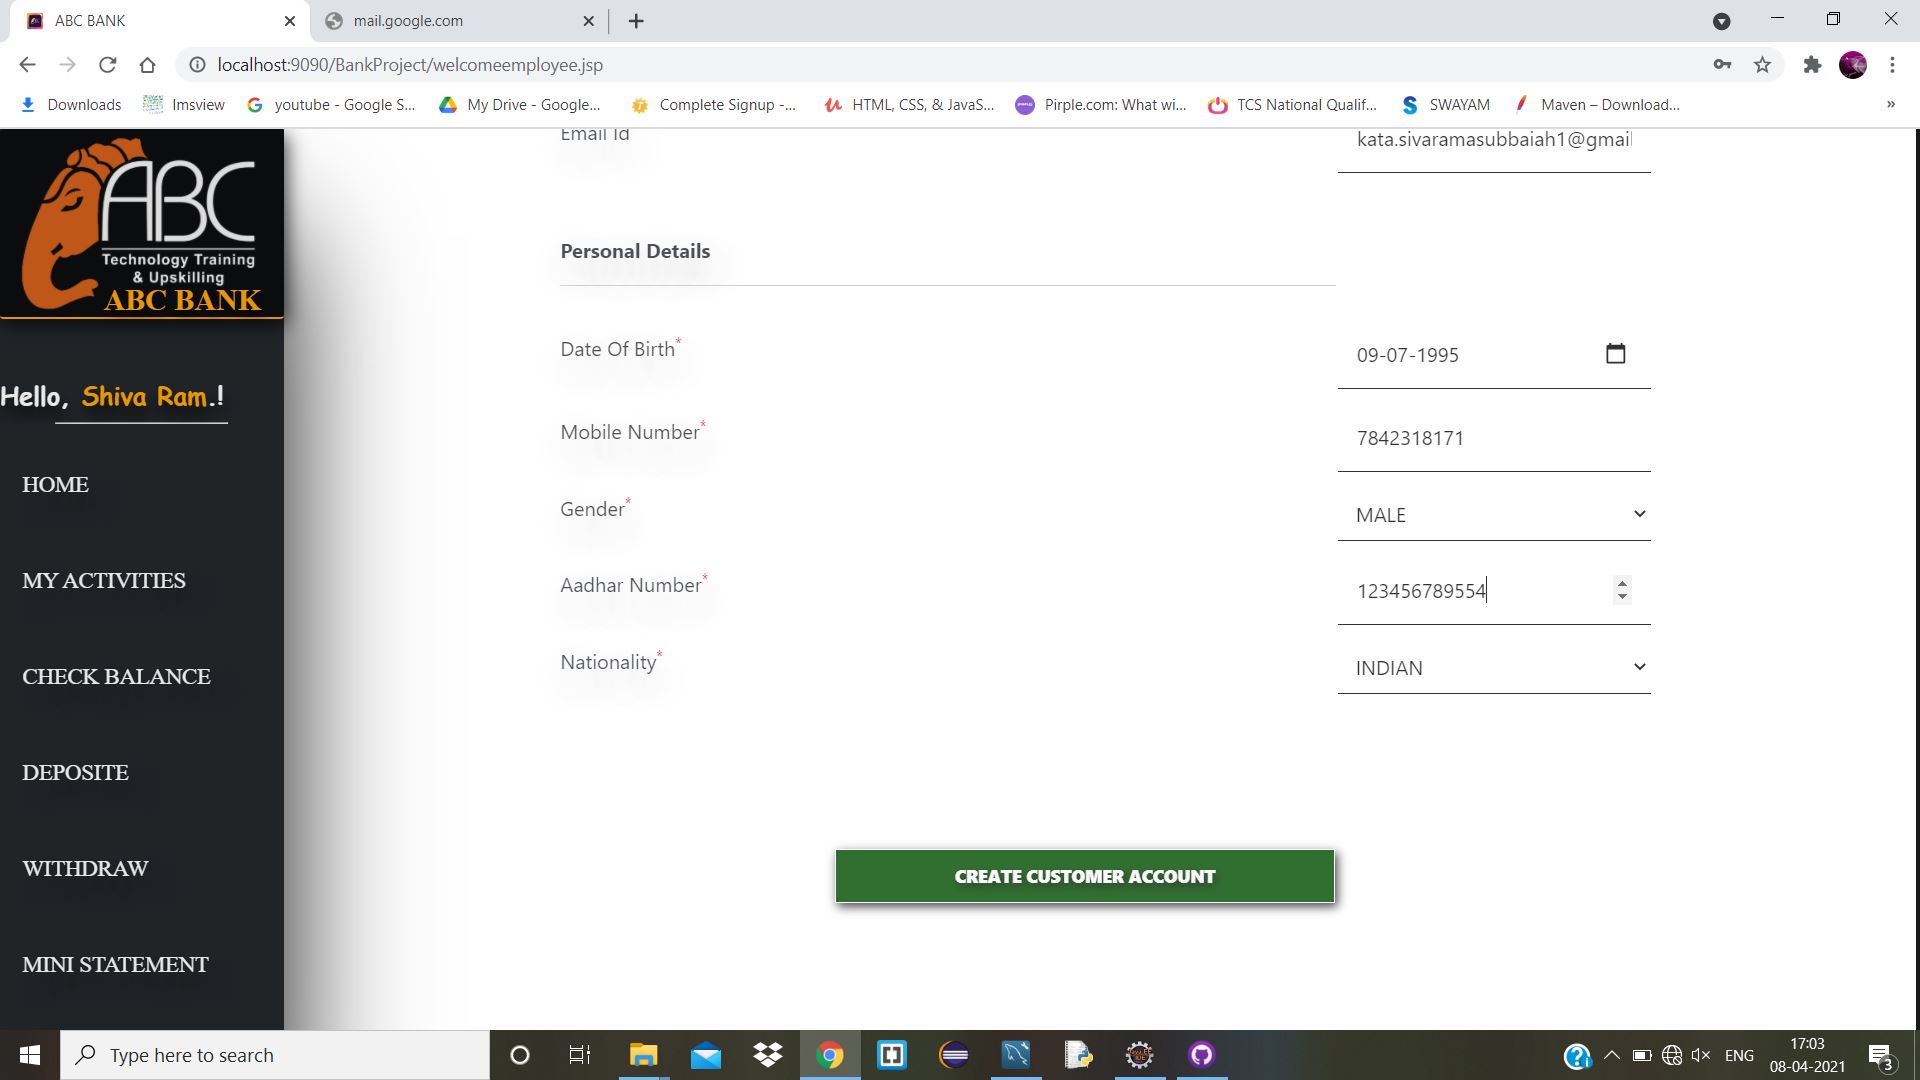 ABC BANK
mail.google.com
localhost:9090/BankProject/welcomeemployee.jsp
Downloads
lmsview
youtube - Google S...
My Drive - Google...
Complete Signup -...
HTML, CSS, & JavaS...
Pirple.com: What wi...
TCS National Qualif...
SWAYAM
Maven – Download...
»
ABC
Technology Training
& Upskilling
ABC BANK
Hello, Shiva Ram.!
HOME
MY ACTIVITIES
CHECK BALANCE
DEPOSITE
WITHDRAW
MINI STATEMENT
Email Id
kata.sivaramasubbaiah1@gmail
Personal Details
Date Of Birth*
09-07-1995
Mobile Number*
7842318171
Gender*
MALE
Aadhar Number*
123456789554
Nationality*
INDIAN
CREATE CUSTOMER ACCOUNT
Type here to search
ENG
17:03
08-04-2021
3